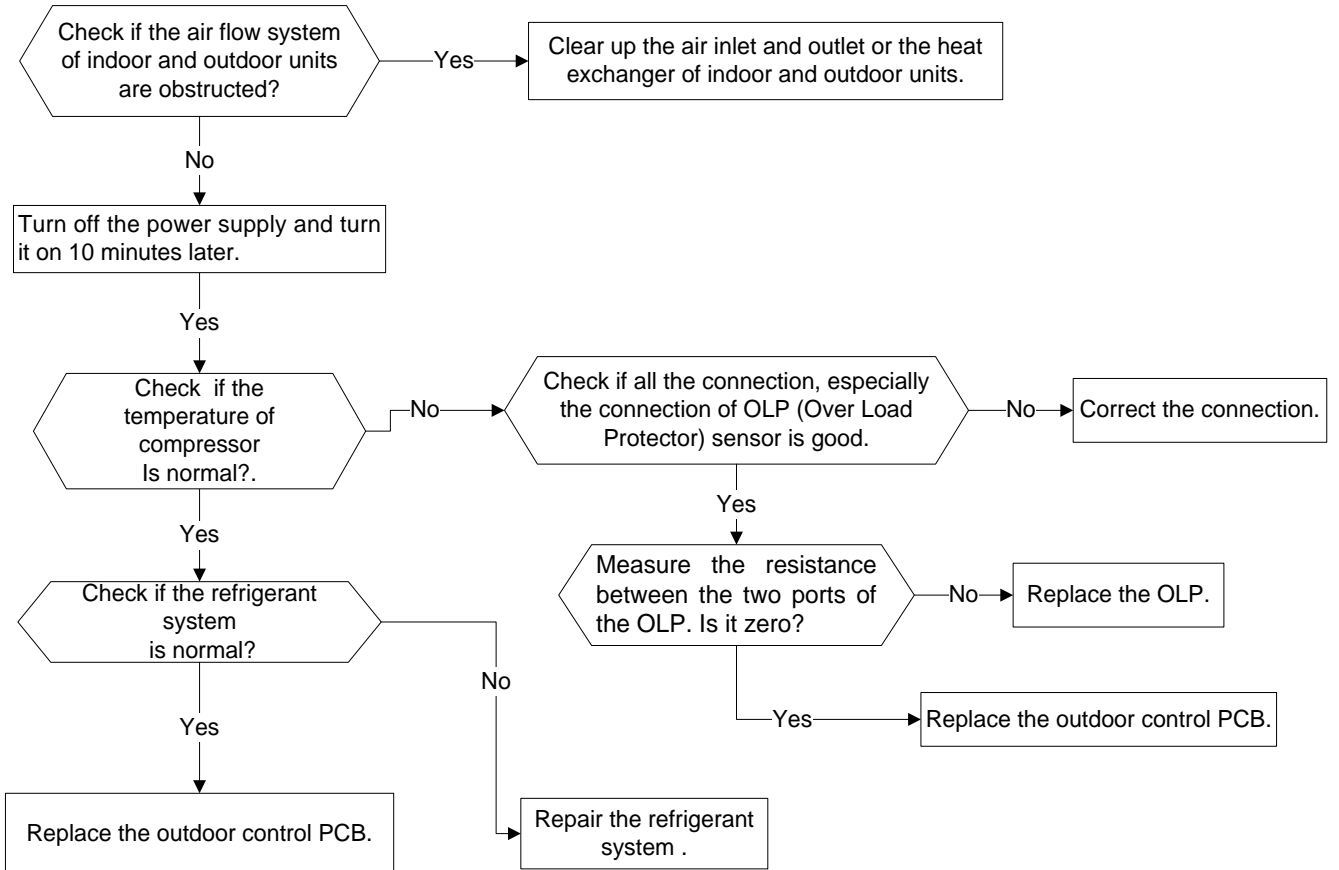 Check if the air flow system
of indoor and outdoor units
are obstructed?
Yes
Clear up the air inlet and outlet or the heat
exchanger of indoor and outdoor units.
No
Turn off the power supply and turn
it on 10 minutes later.
Yes
Check if the
temperature of
compressor
Is normal?.
No
Check if all the connection, especially
the connection of OLP (Over Load
Protector) sensor is good.
No
Correct the connection.
Yes
Yes
Measure the resistance
between the two ports of
the OLP. Is it zero?
No
Replace the OLP.
Check if the refrigerant
system
is normal?
No
Yes
Replace the outdoor control PCB.
Yes
Replace the outdoor control PCB.
Repair the refrigerant
system .